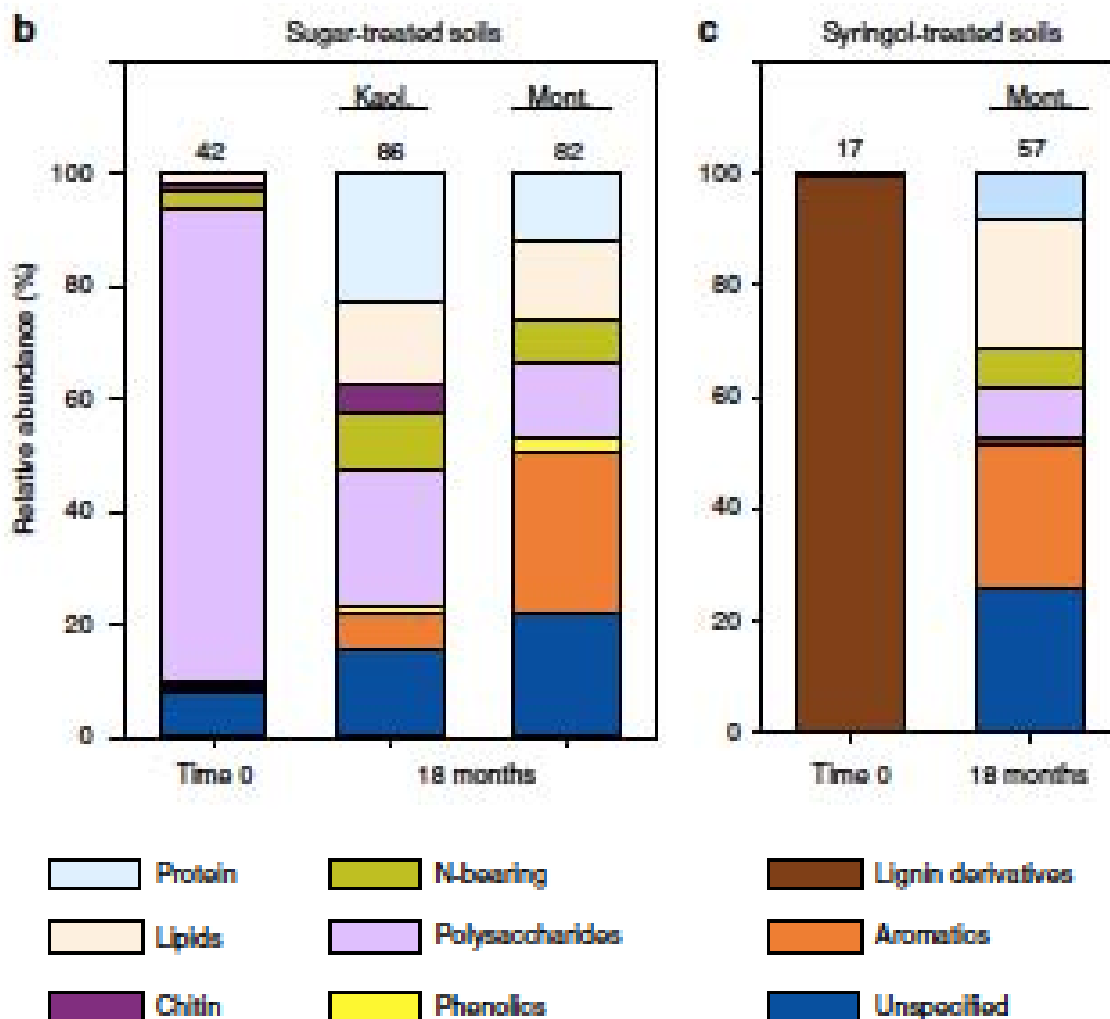 b Sugar-treated soils
Kaol. Mont.
42 86 82
100
80
60
40
20
0
Relative abundance (%)
Time 0 18 months
c Syringol-treated soils
Mont.
17 57
100
80
60
40
20
0
Time 0 18 months
Protein N-bearing Lignin derivatives
Lipids Polysaccharides Aromatics
Chitin Phenolics Unspecified